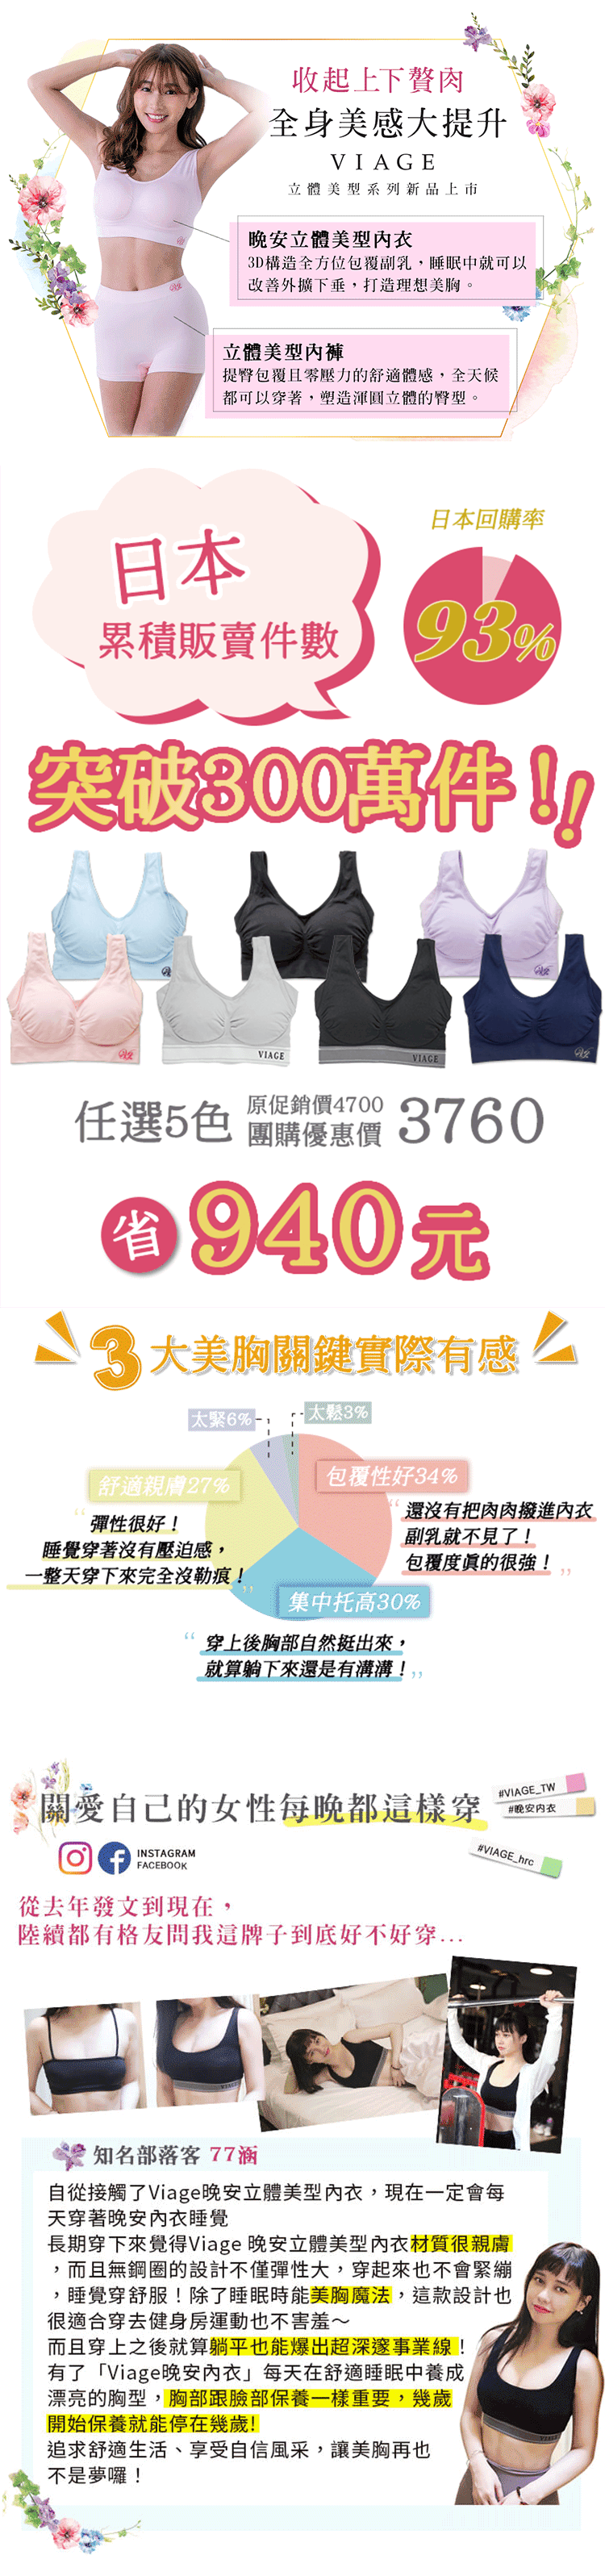 收起上下贅肉
全身美感大提升
VIAGE
立體美型系列新品上市
晚安立體美型內衣
3D構造全方位包覆副乳，睡眠中就可以
改善外擴下垂，打造理想美胸。
立體美型內褲
提臀包覆且零壓力的舒適體感，全天候
都可以穿著，塑造渾圓立體的臀型。
日本
累積販賣件數
日本回購率
93%
突破300萬件!!
VIAGE
VIAGE
任選5色
原促銷價4700
團購優惠價
3760
省940元
3大美胸關鍵實際有感
太緊6%
太鬆3%
舒適親膚27%
包覆性好34%
“彈性很好！
睡覺穿著沒有壓迫感，
一整天穿下來完全沒勒痕！”
“還沒有把肉肉撥進內衣
副乳就不見了！
包覆度真的很強！”
集中托高30%
“穿上後胸部自然挺出來，
就算躺下來還是有溝溝！”
關愛自己的女性每晚都這樣穿
#VIAGE_TW
#晚安內衣
#VIAGE_hrc
INSTAGRAM
FACEBOOK
從去年發文到現在，
陸續都有格友問我這牌子到底好不好穿...
知名部落客 77涵
自從接觸了Viage晚安立體美型內衣，現在一定會每
天穿著晚安內衣睡覺
長期穿下來覺得Viage 晚安立體美型內衣材質很親膚
，而且無鋼圈的設計不僅彈性大，穿起來也不會緊繃
，睡覺穿舒服！除了睡眠時能美胸魔法，這款設計也
很適合穿去健身房運動也不害羞～
而且穿上之後就算躺平也能爆出超深邃事業線！
有了「Viage晚安內衣」每天在舒適睡眠中養成
漂亮的胸型，胸部跟臉部保養一樣重要，幾歲
開始保養就能停在幾歲!
追求舒適生活、享受自信風采，讓美胸再也
不是夢囉！